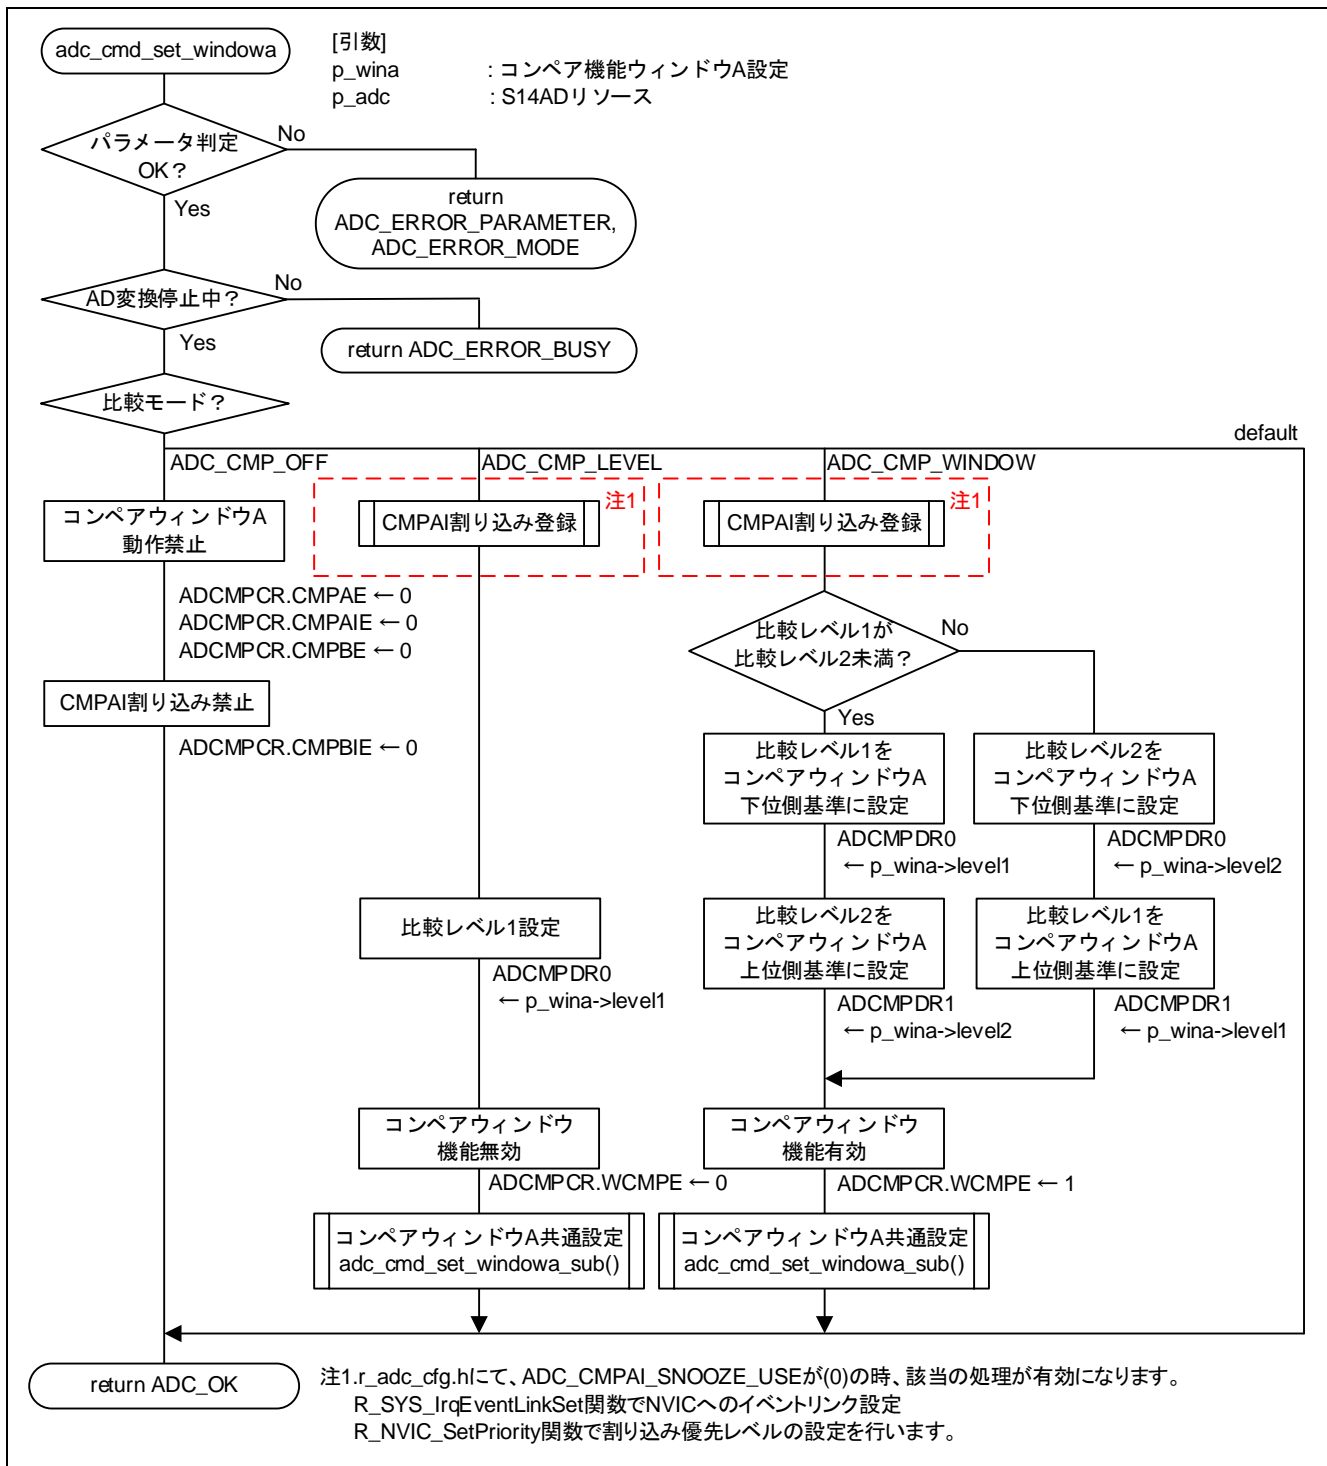 adc_cmd_set_windowa
[引数]
p_wina : コンペア機能ウィンドウA設定
p_adc : S14ADリソース
パラメータ判定
OK？
No
Yes
return
ADC_ERROR_PARAMETER,
ADC_ERROR_MODE
AD変換停止中？
No
Yes
return ADC_ERROR_BUSY
比較モード？
default
ADC_CMP_OFF
ADC_CMP_LEVEL
ADC_CMP_WINDOW
コンペアウィンドウA
動作禁止
ADCMPCR.CMPAE ← 0
ADCMPCR.CMPAIE ← 0
ADCMPCR.CMPBE ← 0
CMPAI割り込み禁止
ADCMPCR.CMPBIE ← 0
注1
CMPAI割り込み登録
比較レベル1設定
ADCMPDR0
← p_wina->level1
コンペアウィンドウ
機能無効
ADCMPCR.WCMPE ← 0
コンペアウィンドウA共通設定
adc_cmd_set_windowa_sub()
注1
CMPAI割り込み登録
比較レベル1が
比較レベル2未満？
No
Yes
比較レベル1を
コンペアウィンドウA
下位側基準に設定
ADCMPDR0
← p_wina->level1
比較レベル2を
コンペアウィンドウA
上位側基準に設定
ADCMPDR1
← p_wina->level2
比較レベル2を
コンペアウィンドウA
下位側基準に設定
ADCMPDR0
← p_wina->level2
比較レベル1を
コンペアウィンドウA
上位側基準に設定
ADCMPDR1
← p_wina->level1
コンペアウィンドウ
機能有効
ADCMPCR.WCMPE ← 1
コンペアウィンドウA共通設定
adc_cmd_set_windowa_sub()
return ADC_OK
注1.r_adc_cfg.hにて、ADC_CMPAI_SNOOZE_USEが(0)の時、該当の処理が有効になります。
R_SYS_IrqEventLinkSet関数でNVICへのイベントリンク設定
R_NVIC_SetPriority関数で割り込み優先レベルの設定を行います。